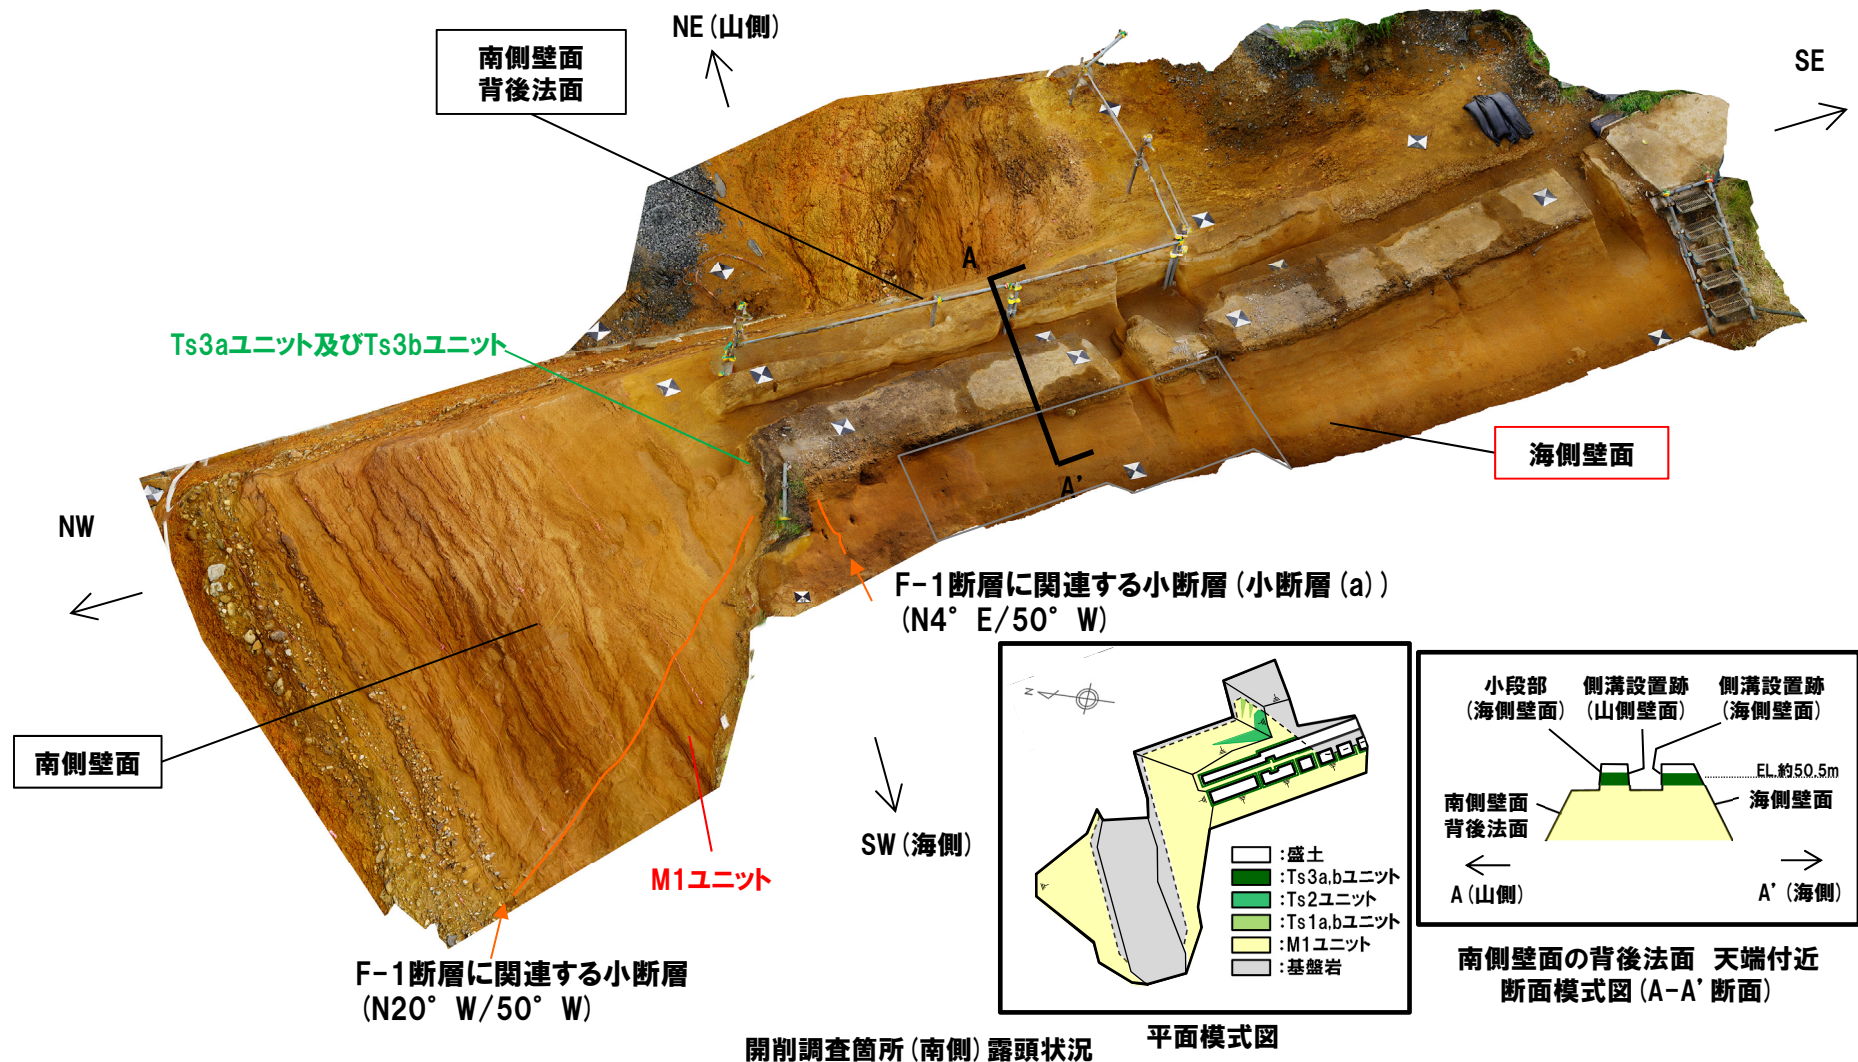 NE(山側)
SE
南側壁面
背後法面
A
Ts3aユニット及びTs3bユニット
海側壁面
A'
NW
F-1断層に関連する小断層(小断層(a))
(N4°E/50°W)
南側壁面
SW(海側)
M1ユニット
F-1断層に関連する小断層
(N20°W/50°W)
N
:盛土
:Ts3a,bユニット
:Ts2ユニット
:Ts1a,bユニット
:M1ユニット
:基盤岩
平面模式図
小段部
(海側壁面)
側溝設置跡
(山側壁面)
側溝設置跡
(海側壁面)
EL.約50.5m
南側壁面
背後法面
海側壁面
A(山側)
A'(海側)
南側壁面の背後法面 天端付近
断面模式図(A-A'断面)
開削調査箇所(南側)露頭状況